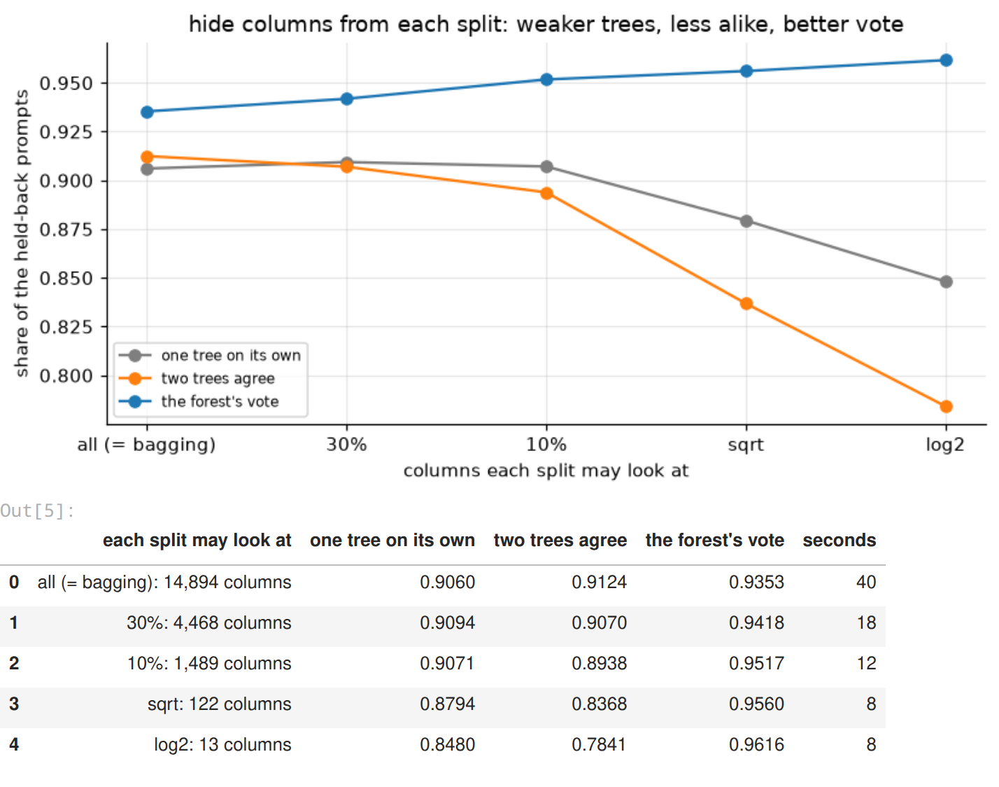 hide columns from each split: weaker trees, less alike, better vote
share of the held-back prompts
0.950
0.925
0.900
0.875
0.850
0.825
0.800
one tree on its own
two trees agree
the forest's vote
all (= bagging) 30% 10% sqrt log2
columns each split may look at
Out[5]:
each split may look at one tree on its own two trees agree the forest's vote seconds
0 all (= bagging): 14,894 columns 0.9060 0.9124 0.9353 40
1 30%: 4,468 columns 0.9094 0.9070 0.9418 18
2 10%: 1,489 columns 0.9071 0.8938 0.9517 12
3 sqrt: 122 columns 0.8794 0.8368 0.9560 8
4 log2: 13 columns 0.8480 0.7841 0.9616 8